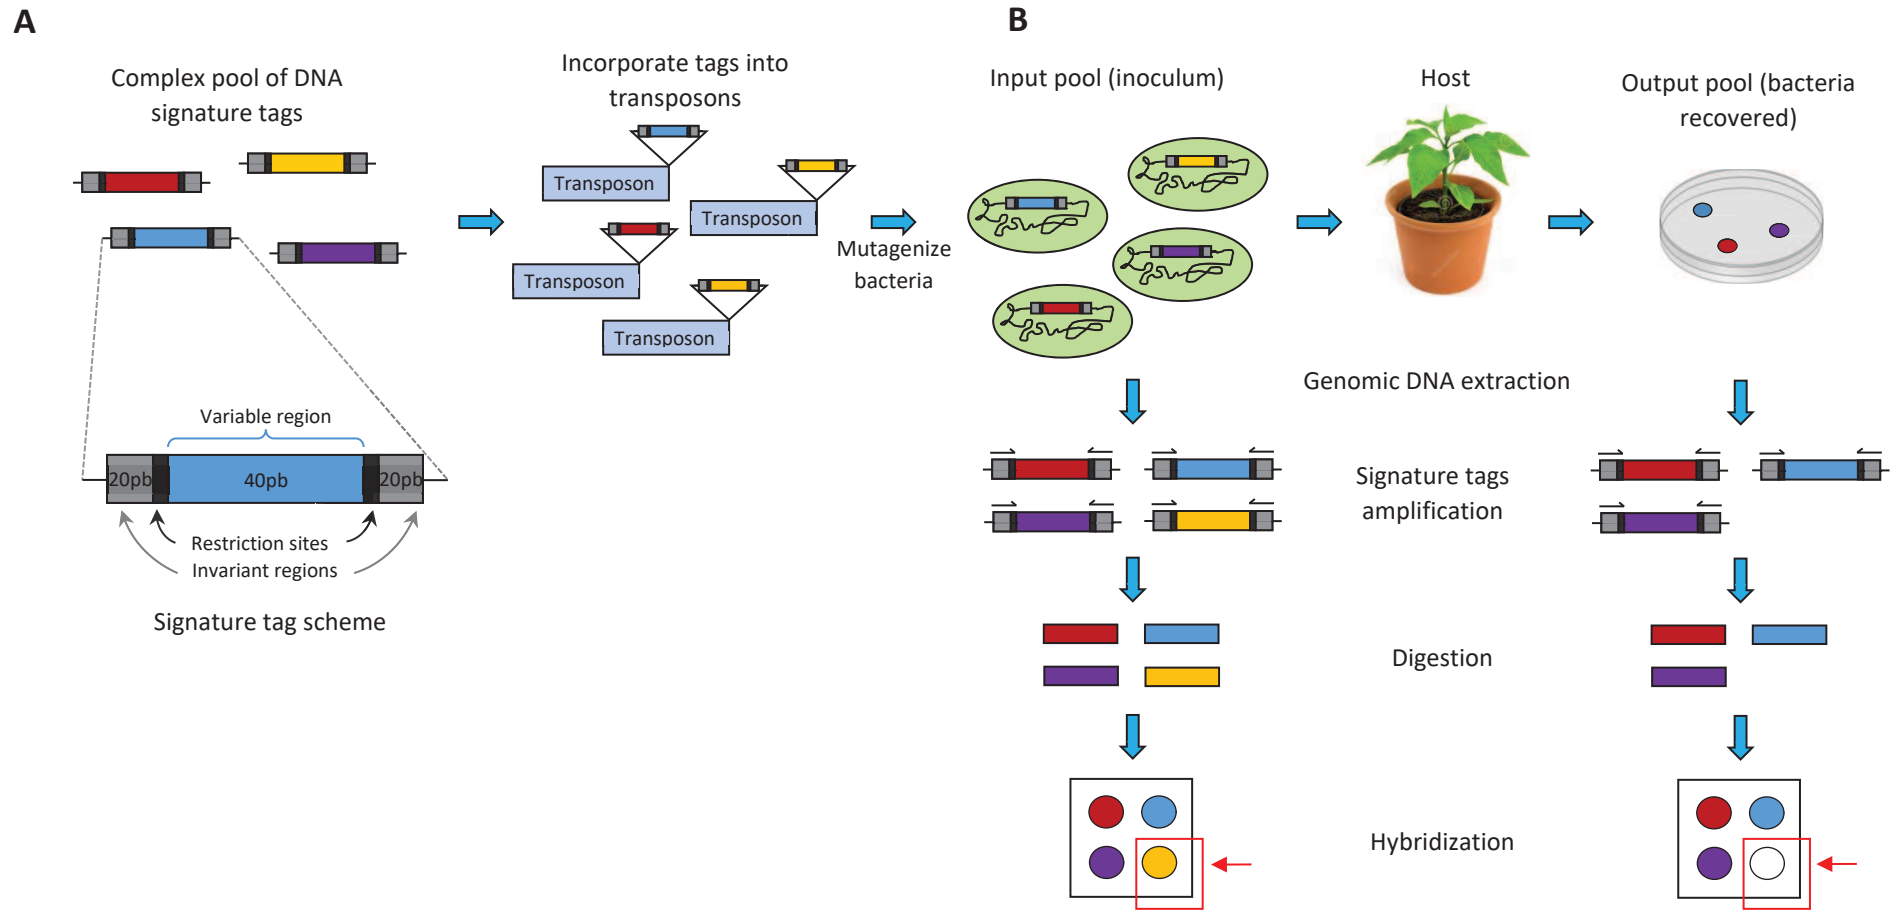 A
Complex pool of DNA
signature tags
Incorporate tags into
transposons
Transposon
Transposon
Transposon
Transposon
Mutagenize
bacteria
Variable region
20pb
40pb
20pb
Restriction sites
Invariant regions
Signature tag scheme
B
Input pool (inoculum)
Host
Output pool (bacteria
recovered)
Genomic DNA extraction
Signature tags
amplification
Digestion
Hybridization